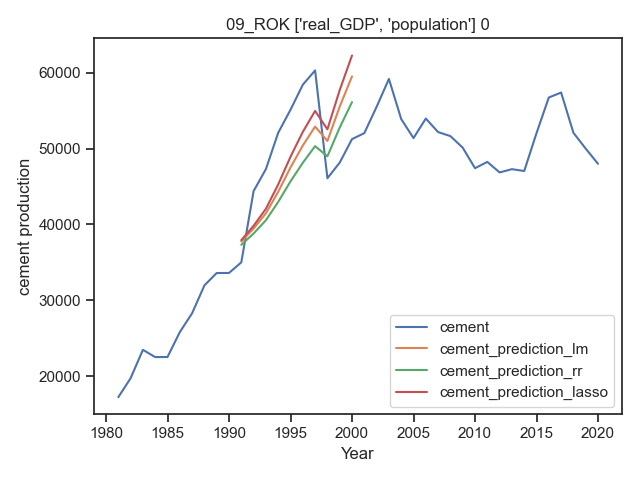 09_ROK ['real_GDP', 'population'] 0
cement production
60000
50000
40000
30000
20000
cement
cement_prediction_lm
cement_prediction_rr
cement_prediction_lasso
1980 1985 1990 1995 2000 2005 2010 2015 2020
Year